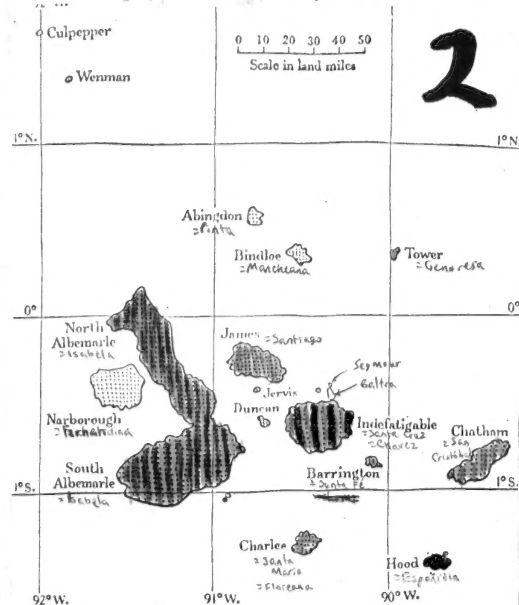 Culpepper
Wenman
0 10 20 30 40 50
Scale in land miles
2
1° N.
1° N
Abingdon
=Pinta
Bindloe
=Marcheana
Tower
=Genovesa
0°
0°
North
Albemarle
=Isabela
James =Santiago
Seymour
Baltra
Jervis
Duncan
Narborough
=Fernandina
Indefatigable
=Santa Cruz
=Chavez
Chatham
=San
Cristóbal
South
Albemarle
=Isabela
Barrington
=Santa Fé
1° S.
1° S.
Charles
=Santa
Maria
=Floreana
Hood
=Española
92° W.
91° W.
90° W.